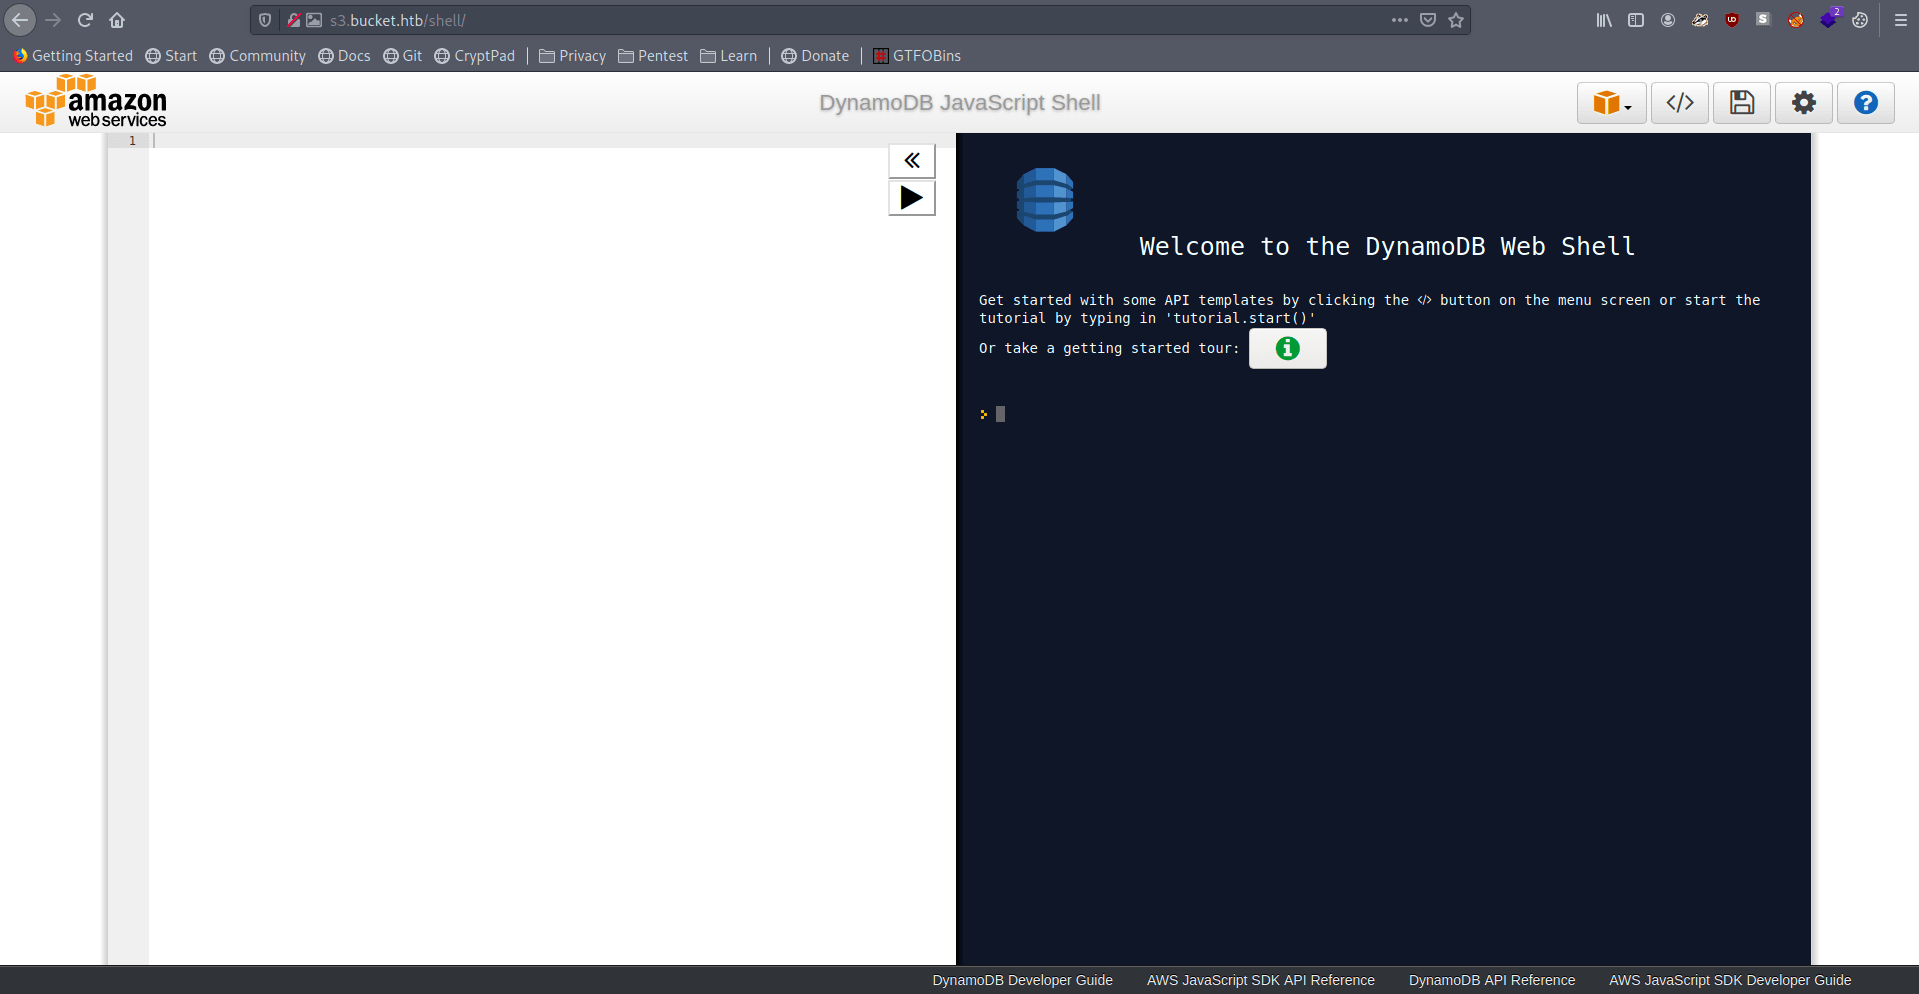 s3.bucket.htb/shell/
2
Getting Started Start Community Docs Git CryptPad Privacy Pentest Learn Donate GTFOBins
amazon
web services
DynamoDB JavaScript Shell
</>
?
1
«
Welcome to the DynamoDB Web Shell
Get started with some API templates by clicking the </> button on the menu screen or start the
tutorial by typing in 'tutorial.start()'
Or take a getting started tour:
>
DynamoDB Developer Guide AWS JavaScript SDK API Reference DynamoDB API Reference AWS JavaScript SDK Developer Guide